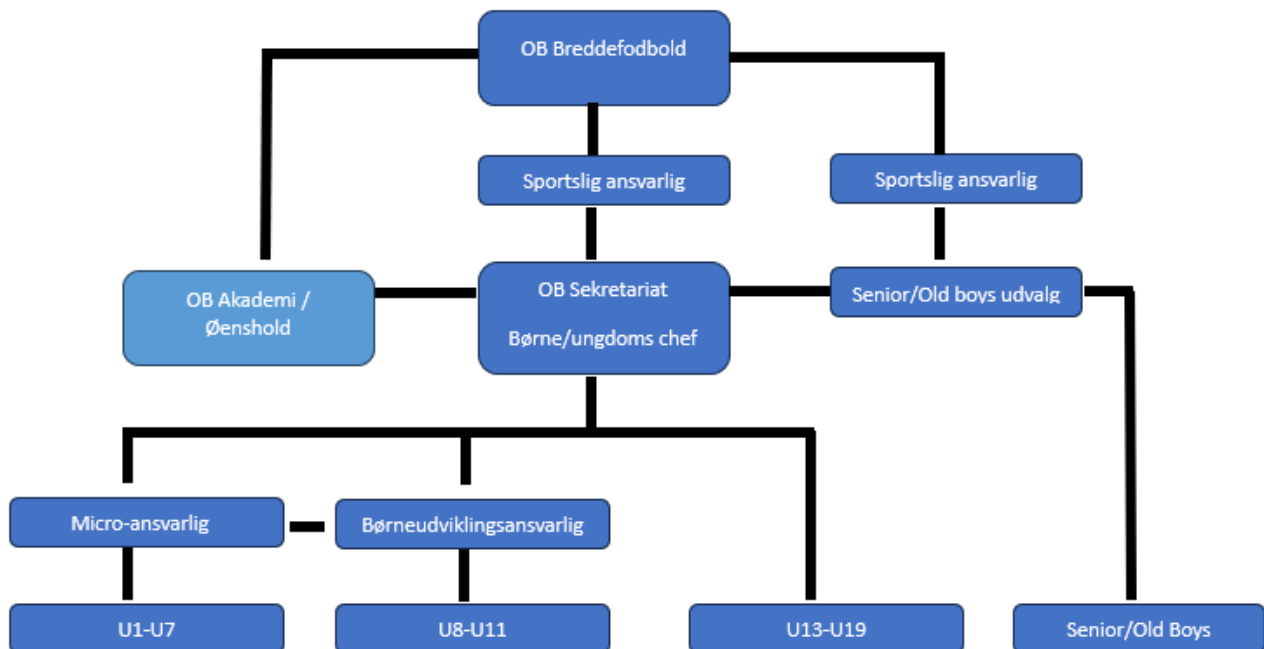 OB Breddefodbold
Sportslig ansvarlig
Sportslig ansvarlig
OB Akademi /
Øenshold
OB Sekretariat
Børne/ungdoms chef
Senior/Old boys udvalg
Micro-ansvarlig
Børneudviklingsansvarlig
U1-U7
U8-U11
U13-U19
Senior/Old Boys